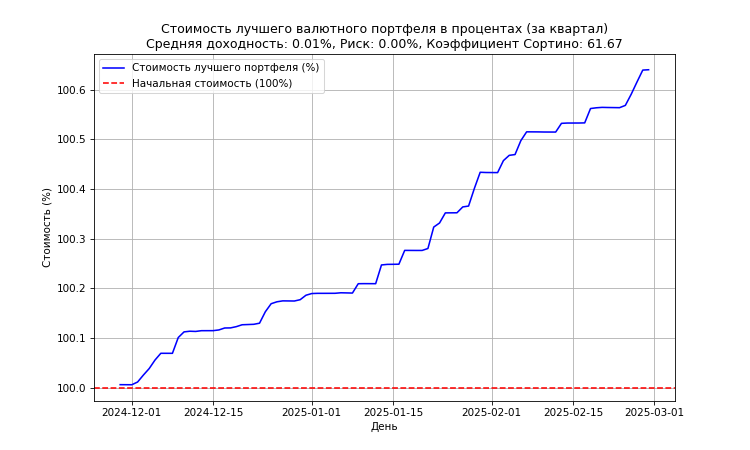 Стоимость лучшего валютного портфеля в процентах (за квартал)
Средняя доходность: 0.01%, Риск: 0.00%, Коэффициент Сортино: 61.67
Стоимость лучшего портфеля (%)
Начальная стоимость (100%)
Стоимость (%)
100.6
100.5
100.4
100.3
100.2
100.1
100.0
2024-12-01
2024-12-15
2025-01-01
2025-01-15
2025-02-01
2025-02-15
2025-03-01
День